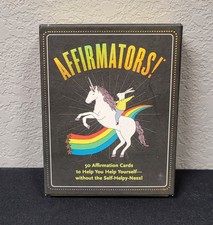 AFFIRMATORS!
50 Affirmation Cards
to Help You Help Yourself—
without the Self-Helpy-Ness!